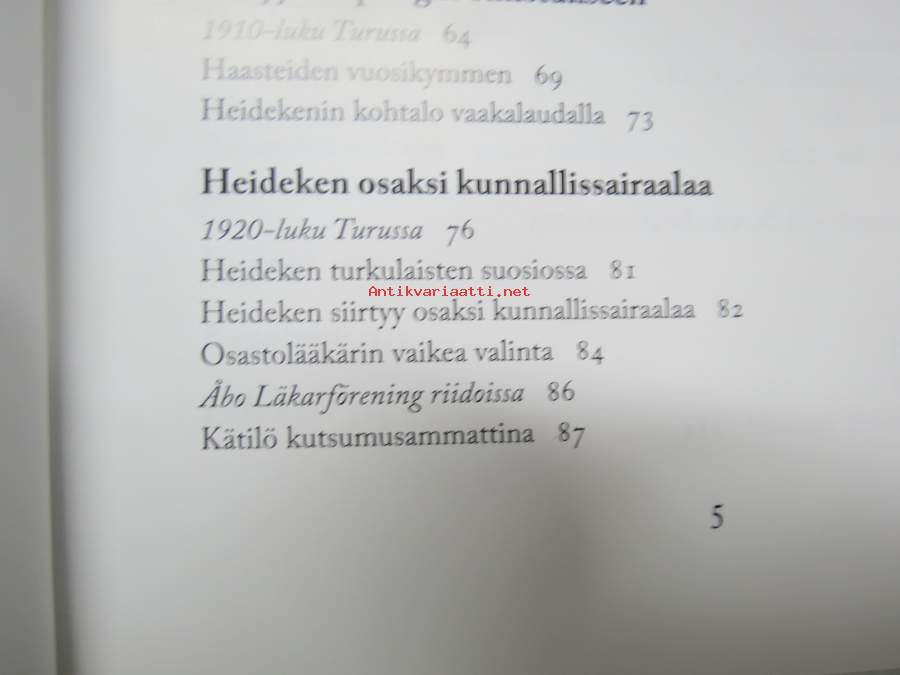 1910-luku Turussa 64
Haasteiden vuosikymmen 69
Heidekenin kohtalo vaakalaudalla 73
Heideken osaksi kunnallissairaalaa
1920-luku Turussa 76
Heideken turkulaisten suosiossa 81
Antikvariaatti.net
Heideken siirtyy osaksi kunnallissairaalaa 82
Osastolääkärin vaikea valinta 84
Åbo Läkarförening riidoissa 86
Kätilö kutsumusammattina 87
5